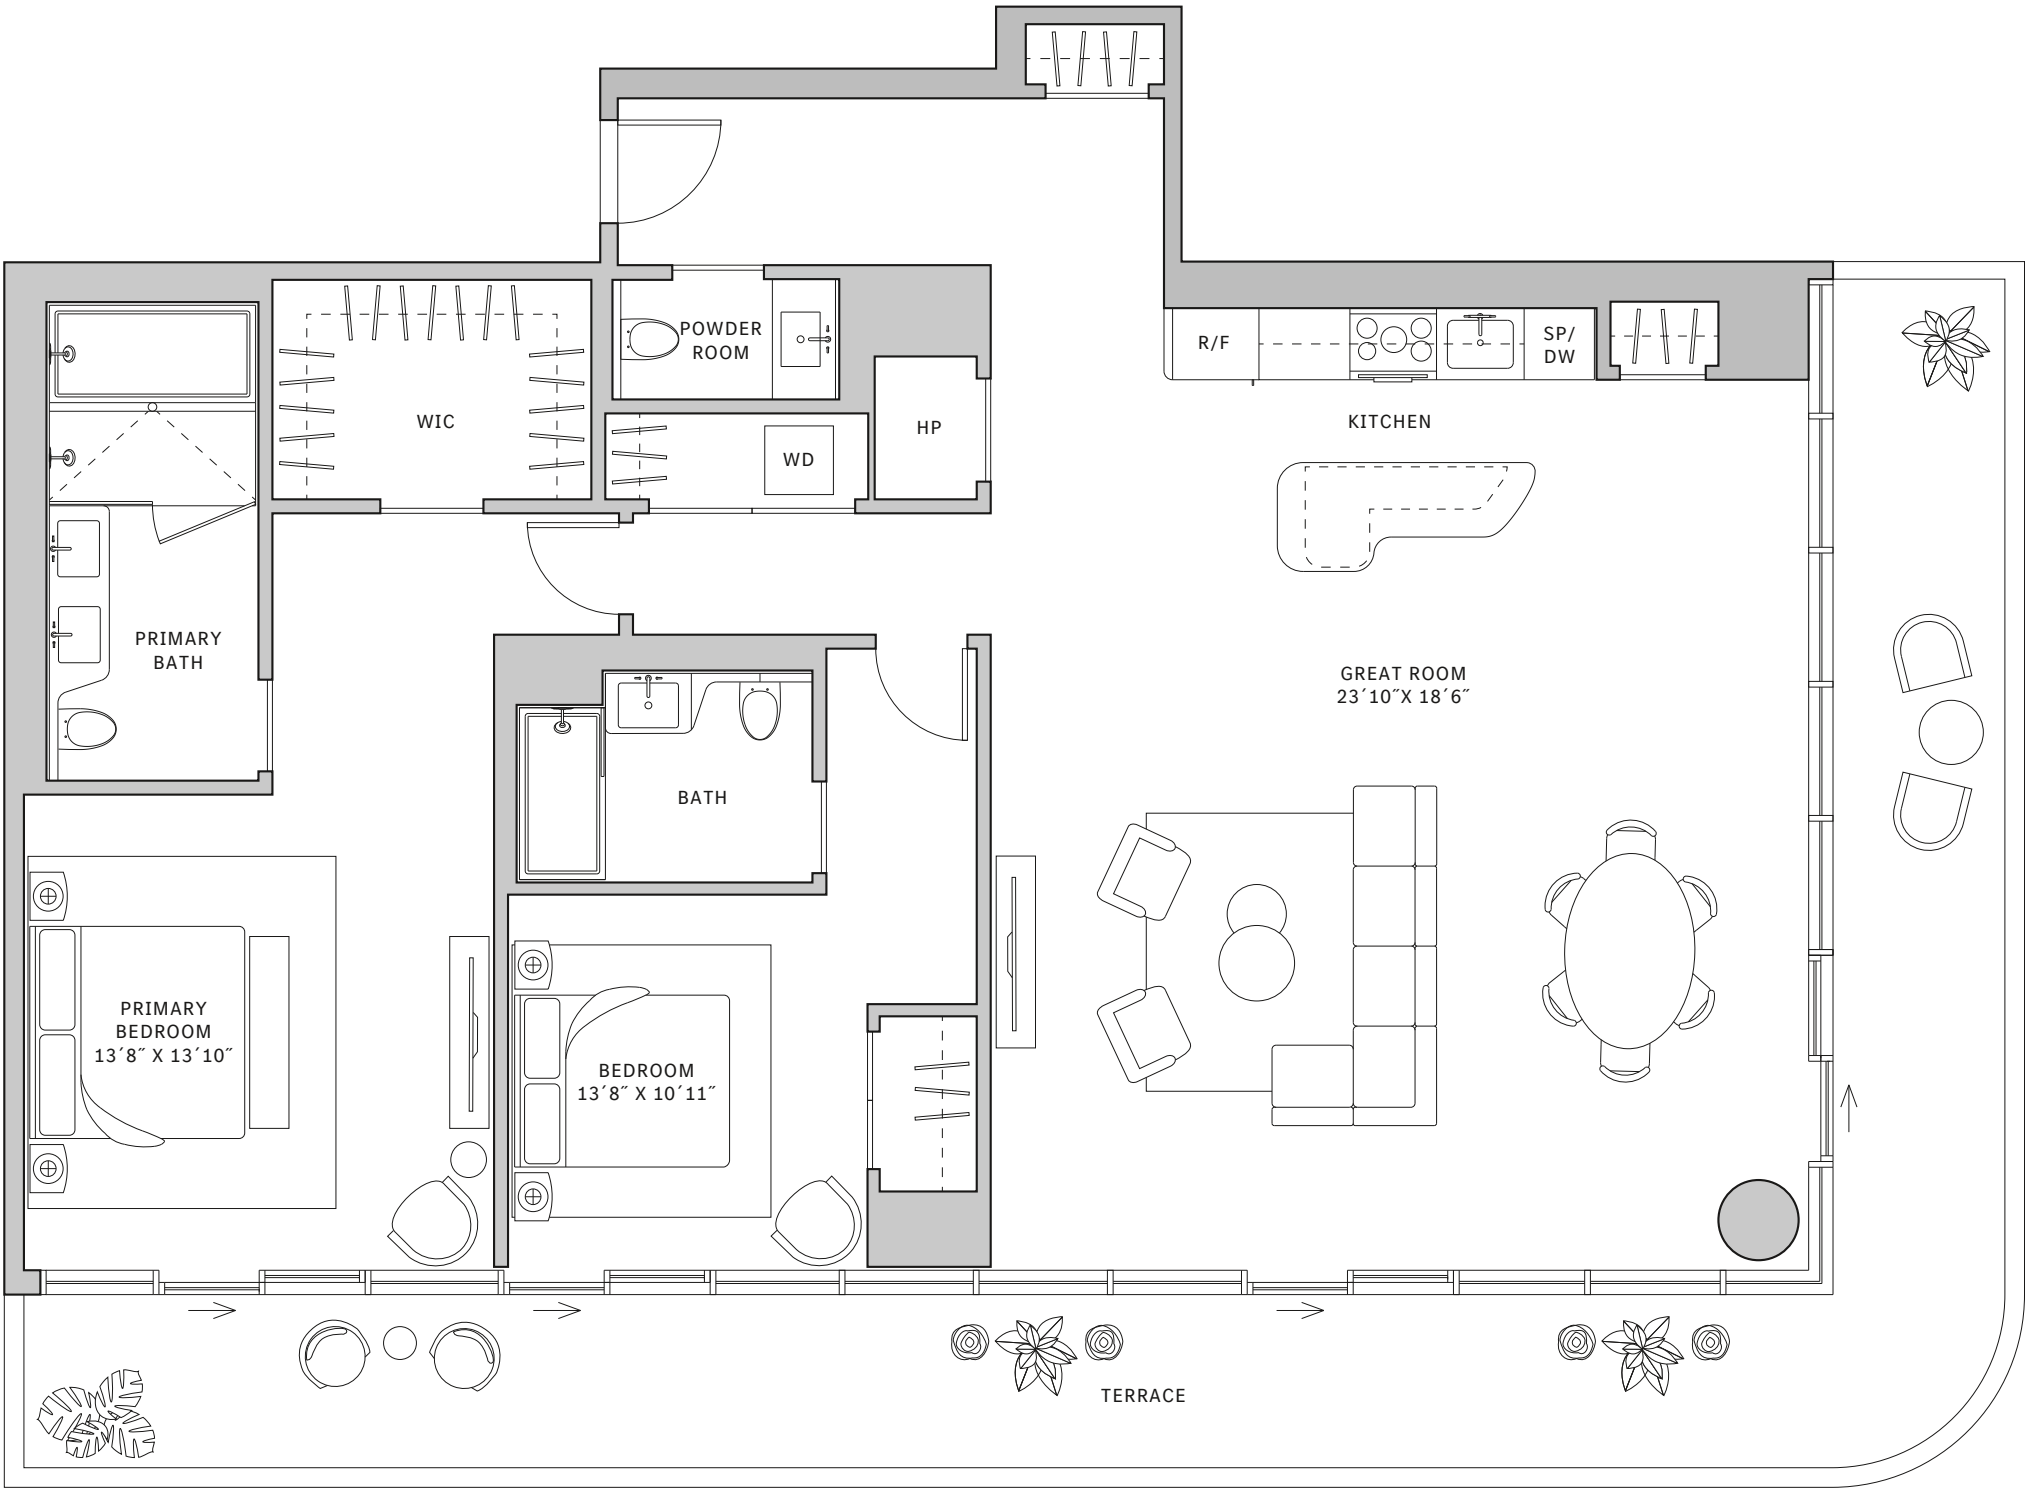 POWDER
ROOM
R/F
SP/
DW
WIC
HP
KITCHEN
WD
PRIMARY
BATH
GREAT ROOM
23´10˝X 18´6˝
BATH
PRIMARY
BEDROOM
13´8˝ X 13´10˝
BEDROOM
13´8˝ X 10´11˝
TERRACE